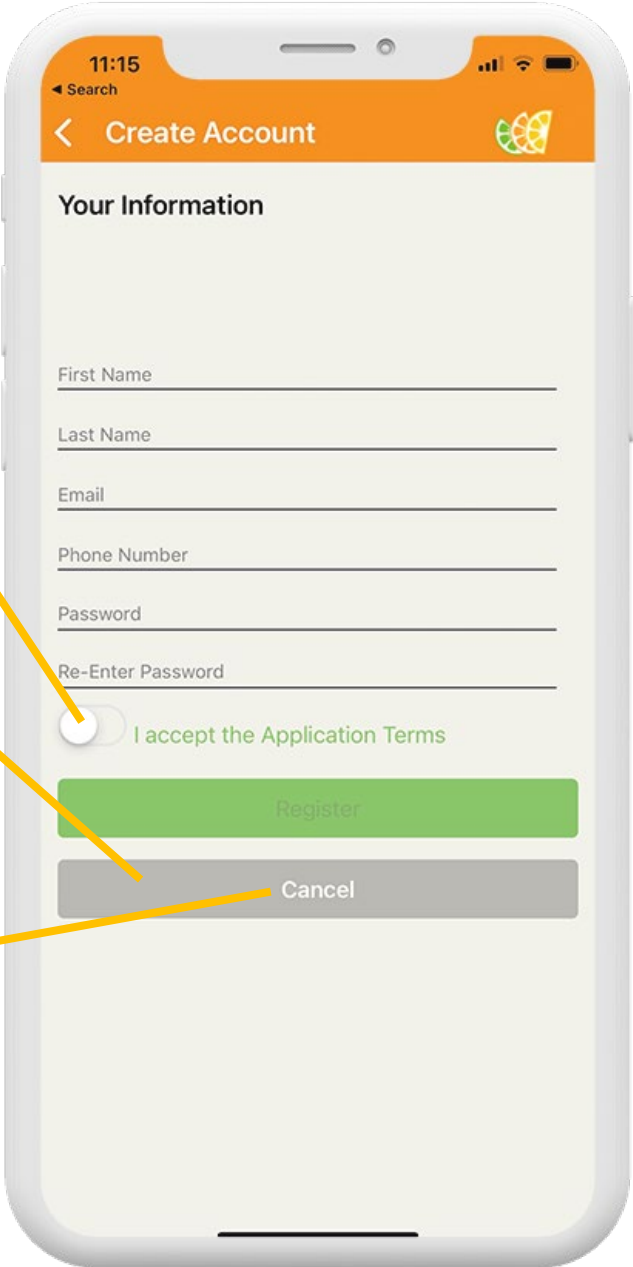 11:15
Search
Create Account
Your Information
First Name
Last Name
Email
Phone Number
Password
Re-Enter Password
I accept the Application Terms
Register
Cancel